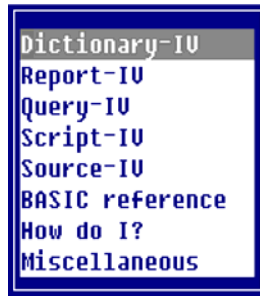 Dictionary-IV
Report-IV
Query-IV
Script-IV
Source-IV
BASIC reference
How do I?
Miscellaneous